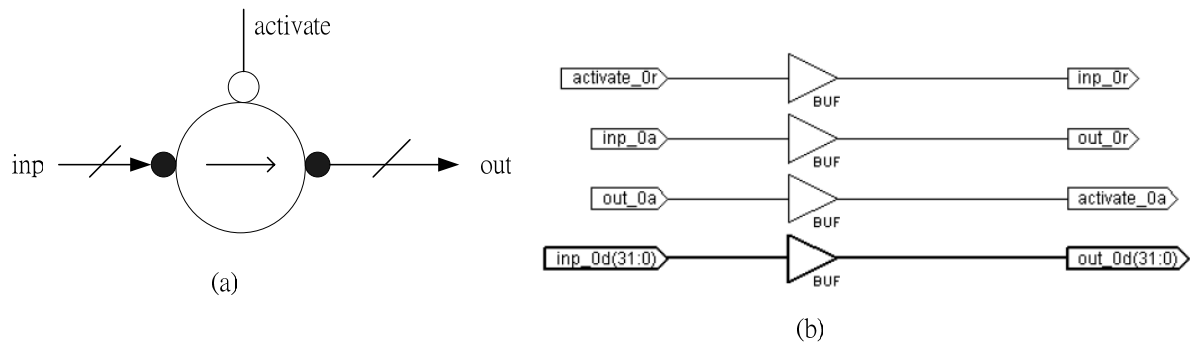 activate
inp
out
(a)
activate_0r
BUF
inp_0r
inp_0a
BUF
out_0r
out_0a
BUF
activate_0a
inp_0d(31:0)
BUF
out_0d(31:0)
(b)